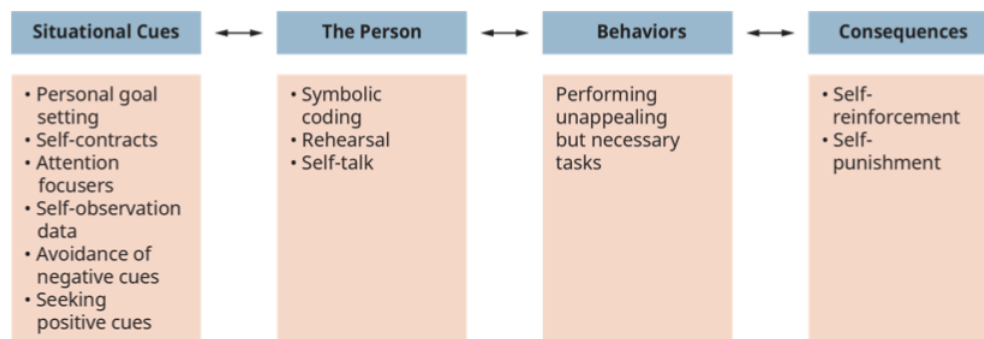 Situational Cues
The Person
Behaviors
Consequences
• Personal goal
setting
• Self-contracts
• Attention
focusers
• Self-observation
data
• Avoidance of
negative cues
• Seeking
positive cues
• Symbolic
coding
• Rehearsal
• Self-talk
Performing
unappealing
but necessary
tasks
• Self-
reinforcement
• Self-
punishment